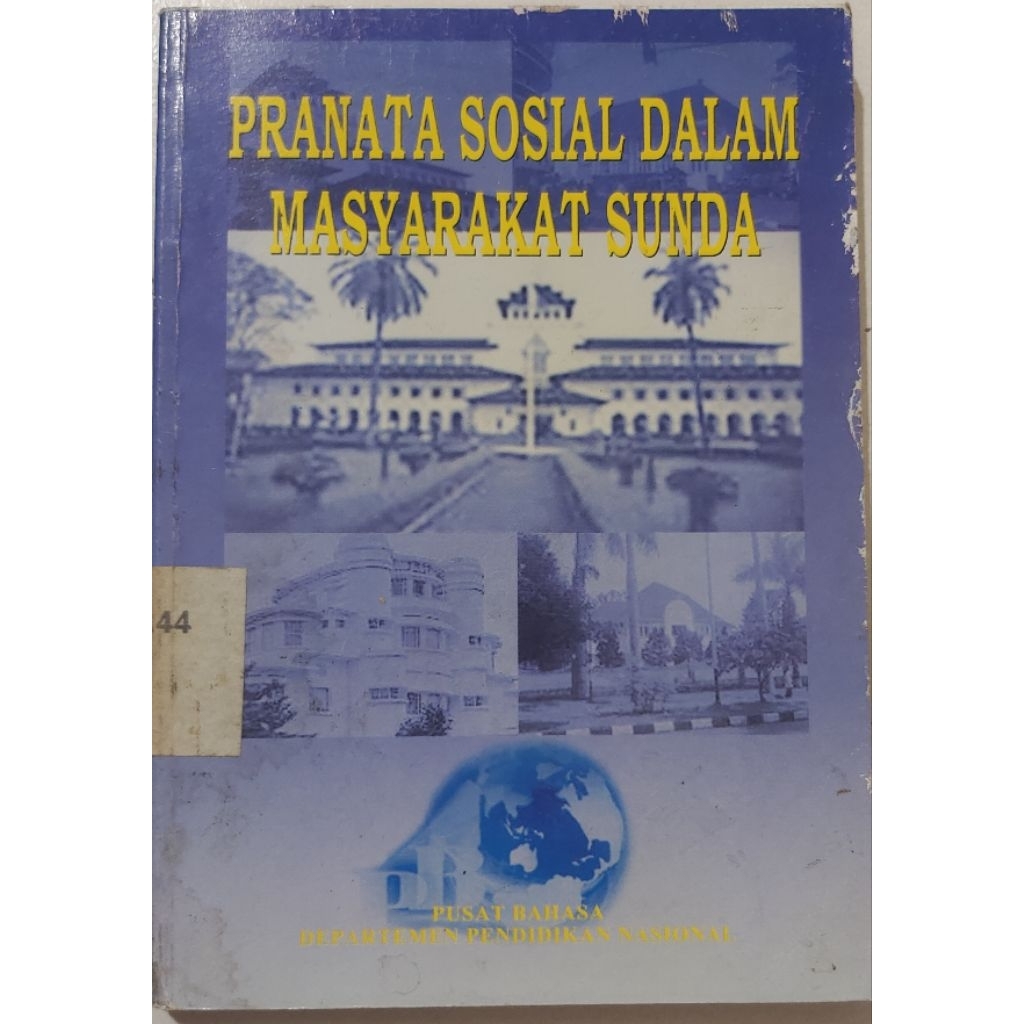 PRANATA SOSIAL DALAM
MASYARAKAT SUNDA
44
PUSAT BAHASA
DEPARTEMEN PENDIDIKAN NASIONAL